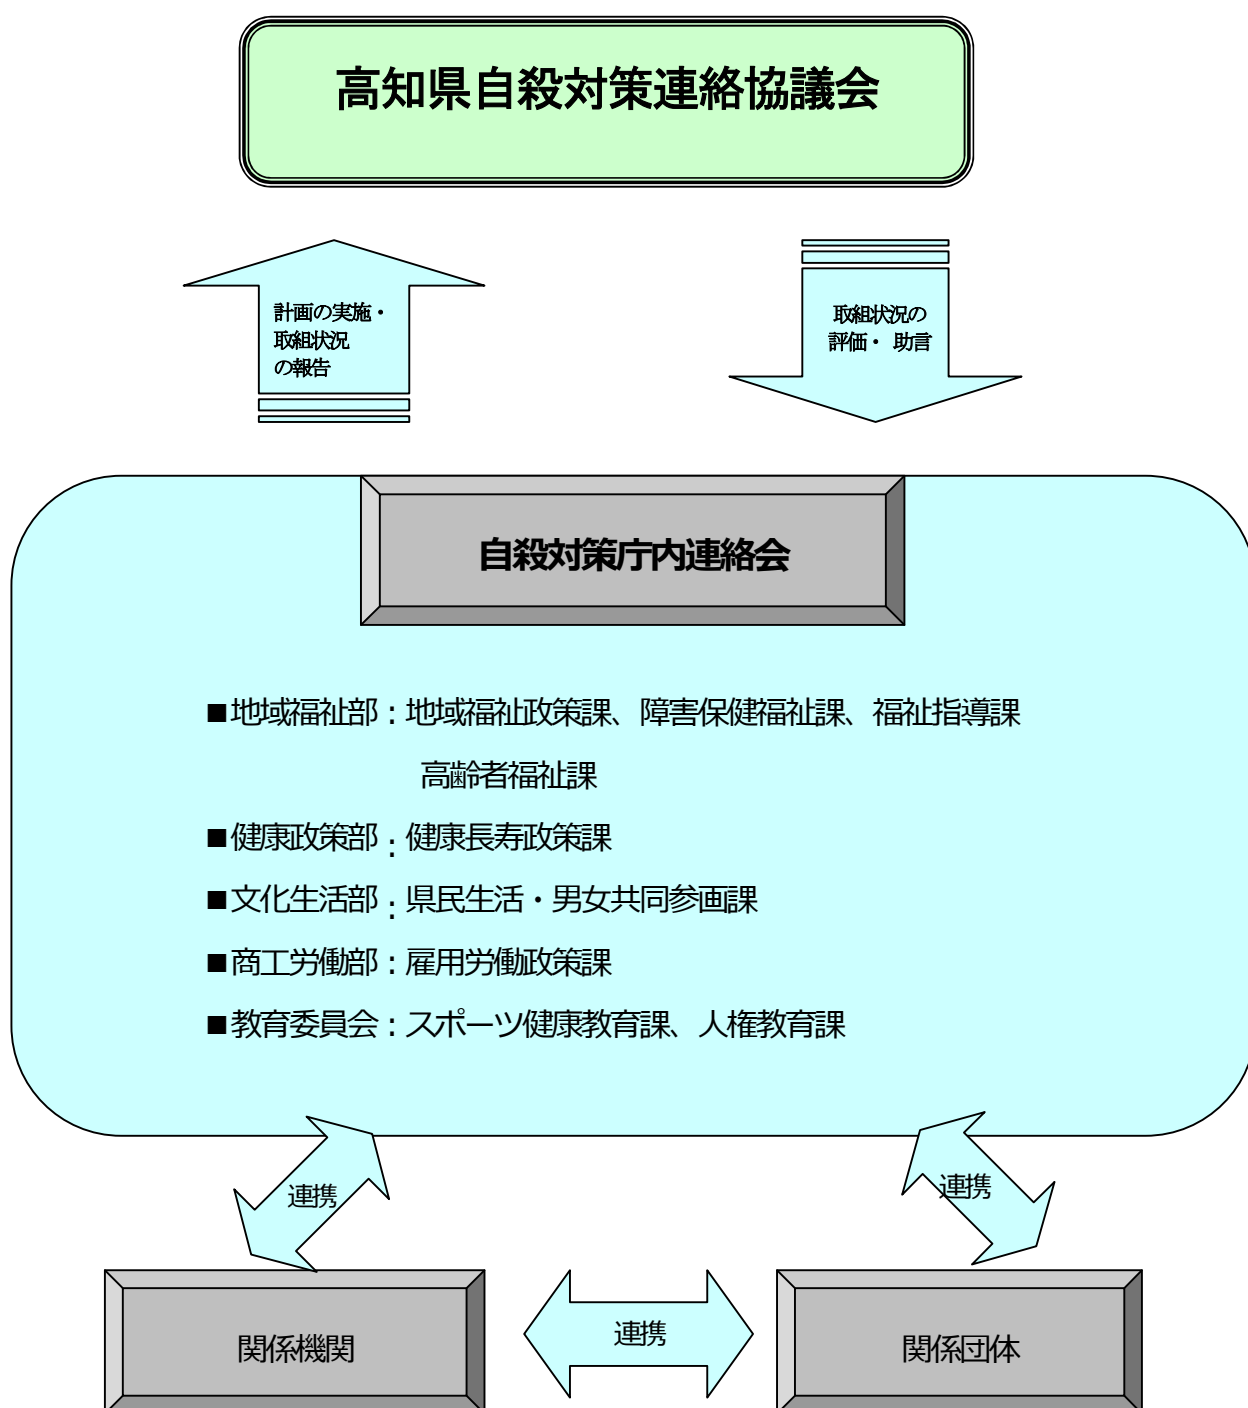 高知県自殺対策連絡協議会
計画の実施・
取組状況
の報告
取組状況の
評価・ 助言
自殺対策庁内連絡会
■地域福祉部：地域福祉政策課、障害保健福祉課、福祉指導課
高齢者福祉課
■健康政策部：健康長寿政策課
■文化生活部：県民生活・男女共同参画課
■商工労働部：雇用労働政策課
■教育委員会：スポーツ健康教育課、人権教育課
連携
連携
関係機関
連携
関係団体